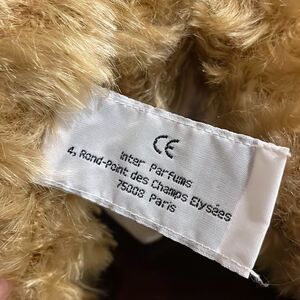 CE
Inter Parfums
4, Rond-Point des Champs Elysées
75008 Paris